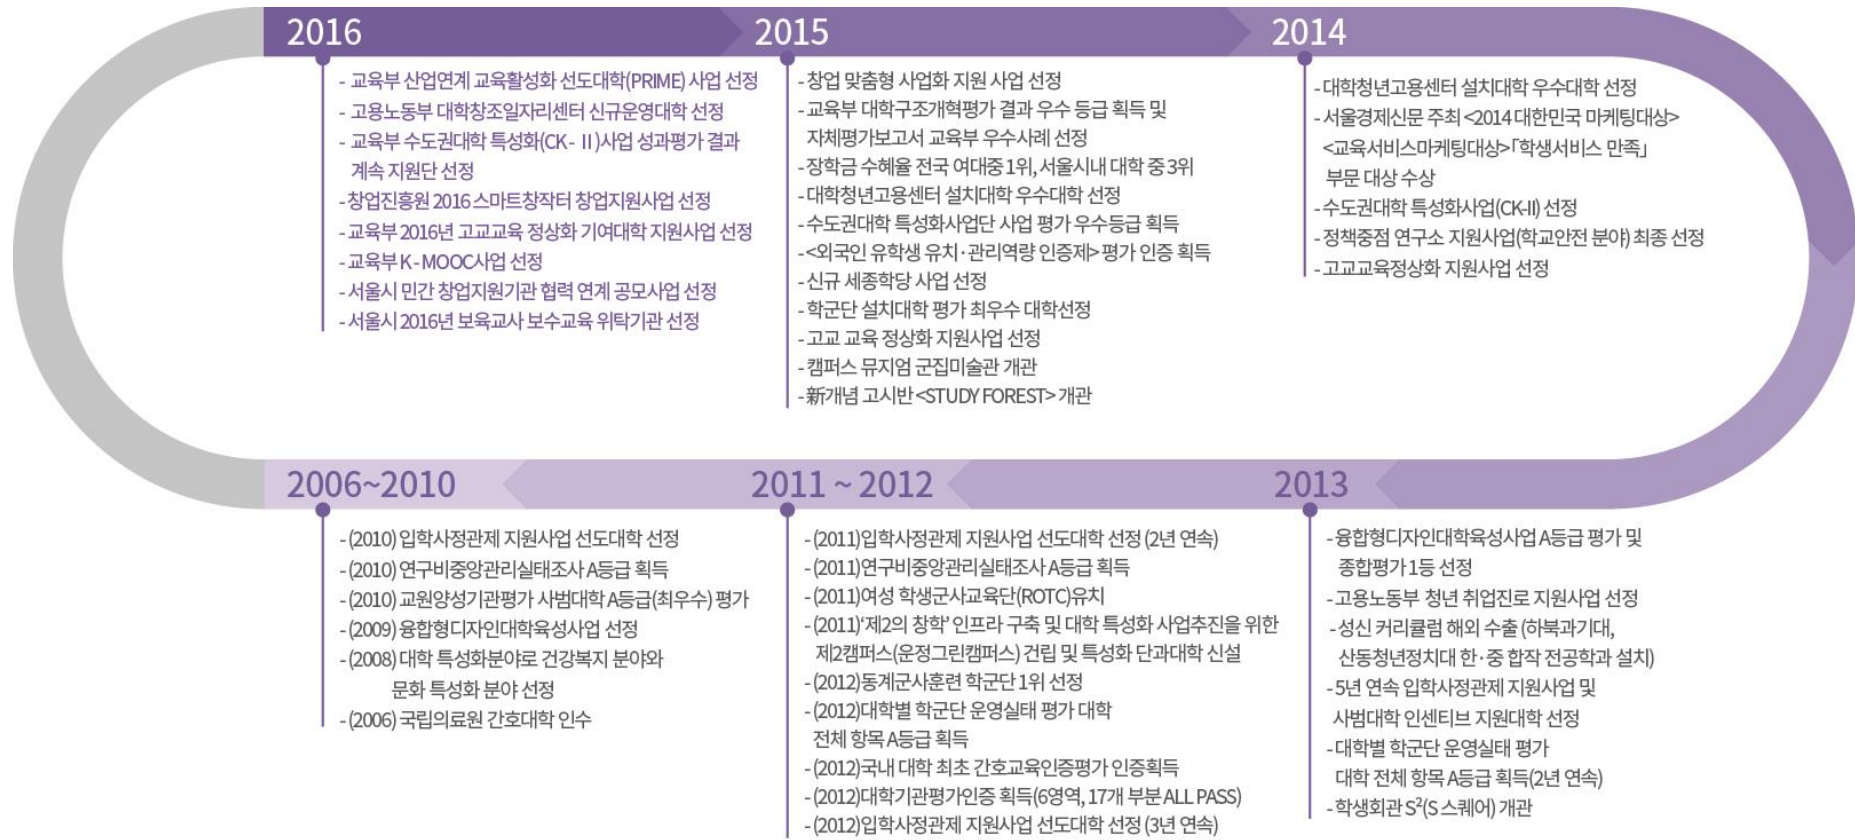 2016
- 교육부 산업연계 교육활성화 선도대학(PRIME) 사업 선정
- 고용노동부 대학창조일자리센터 신규운영대학 선정
- 교육부 수도권대학 특성화(CK-Ⅱ)사업 성과평가 결과
계속 지원단 선정
- 창업진흥원 2016 스마트창작터 창업지원사업 선정
- 교육부 2016년 고교교육 정상화 기여대학 지원사업 선정
- 교육부 K-MOOC사업 선정
- 서울시 민간 창업지원기관 협력 연계 공모사업 선정
- 서울시 2016년 보육교사 보수교육 위탁기관 선정
2015
- 창업 맞춤형 사업화 지원 사업 선정
- 교육부 대학구조개혁평가 결과 우수 등급 획득 및
자체평가보고서 교육부 우수사례 선정
- 장학금 수혜율 전국 여대중 1위, 서울시내 대학 중 3위
- 대학청년고용센터 설치대학 우수대학 선정
- 수도권대학 특성화사업단 사업 평가 우수등급 획득
- <외국인 유학생 유치·관리역량 인증제> 평가 인증 획득
- 신규 세종학당 사업 선정
- 학군단 설치대학 평가 최우수 대학선정
- 고교 교육 정상화 지원사업 선정
- 캠퍼스 뮤지엄 군집미술관 개관
- 新개념 고시반 <STUDY FOREST> 개관
2014
- 대학청년고용센터 설치대학 우수대학 선정
- 서울경제신문 주최 <2014 대한민국 마케팅대상>
<교육서비스마케팅대상>「학생서비스 만족」
부문 대상 수상
- 수도권대학 특성화사업(CK-II) 선정
- 정책중점 연구소 지원사업(학교안전 분야) 최종 선정
- 고교교육정상화 지원사업 선정
2006~2010
- (2010) 입학사정관제 지원사업 선도대학 선정
- (2010) 연구비중앙관리실태조사 A등급 획득
- (2010) 교원양성기관평가 사범대학 A등급(최우수) 평가
- (2009) 융합형디자인대학육성사업 선정
- (2008) 대학 특성화분야로 건강복지 분야와
문화 특성화 분야 선정
- (2006) 국립의료원 간호대학 인수
2011 ~ 2012
- (2011)입학사정관제 지원사업 선도대학 선정 (2년 연속)
- (2011)연구비중앙관리실태조사 A등급 획득
- (2011)여성 학생군사교육단(ROTC)유치
- (2011)‘제2의 창학’ 인프라 구축 및 대학 특성화 사업추진을 위한
제2캠퍼스(운정그린캠퍼스) 건립 및 특성화 단과대학 신설
- (2012)동계군사훈련 학군단 1위 선정
- (2012)대학별 학군단 운영실태 평가 대학
전체 항목 A등급 획득
- (2012)국내 대학 최초 간호교육인증평가 인증획득
- (2012)대학기관평가인증 획득(6영역, 17개 부분 ALL PASS)
- (2012)입학사정관제 지원사업 선도대학 선정 (3년 연속)
2013
- 융합형디자인대학육성사업 A등급 평가 및
종합평가 1등 선정
- 고용노동부 청년 취업진로 지원사업 선정
- 성신 커리큘럼 해외 수출 (하북과기대,
산동청년정치대 한·중 합작 전공학과 설치)
- 5년 연속 입학사정관제 지원사업 및
사범대학 인센티브 지원대학 선정
- 대학별 학군단 운영실태 평가
대학 전체 항목 A등급 획득(2년 연속)
- 학생회관 S²(S 스퀘어) 개관